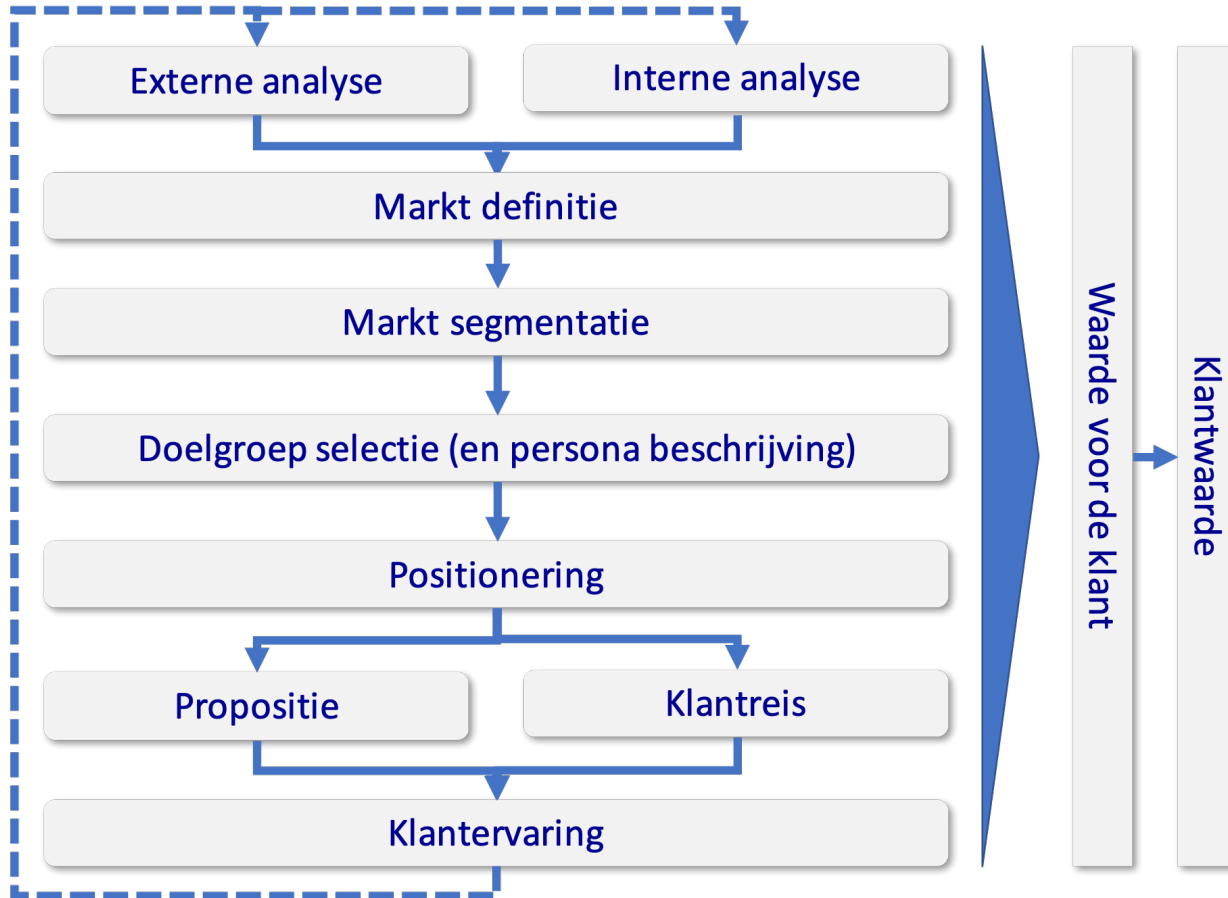 Externe analyse
Interne analyse
Markt definitie
Markt segmentatie
Doelgroep selectie (en persona beschrijving)
Positionering
Propositie
Klantreis
Klantervaring
Waarde voor de klant
Klantwaarde